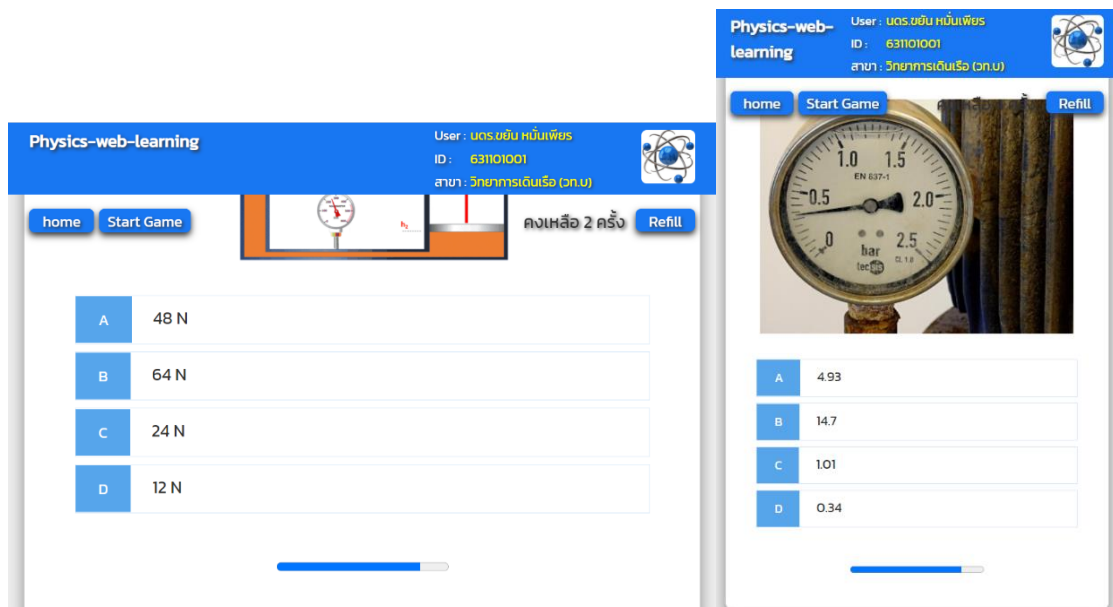 Physics-web-learning
User : นดร.ขยัน หมั่นเพียร
ID : 631101001
สาขา : วิทยาการเดินเรือ (วท.บ)
home
Start Game
คงเหลือ 2 ครั้ง
Refill
h₂
A 48 N
B 64 N
C 24 N
D 12 N
Physics-web-
learning
User : นดร.ขยัน หมั่นเพียร
ID : 631101001
สาขา : วิทยาการเดินเรือ (วท.บ)
home
Start Game
Refill
1.0 1.5
EN 837-1
0.5 2.0
0 2.5
bar
CL 1.0
tecsis
A 4.93
B 14.7
C 1.01
D 0.34